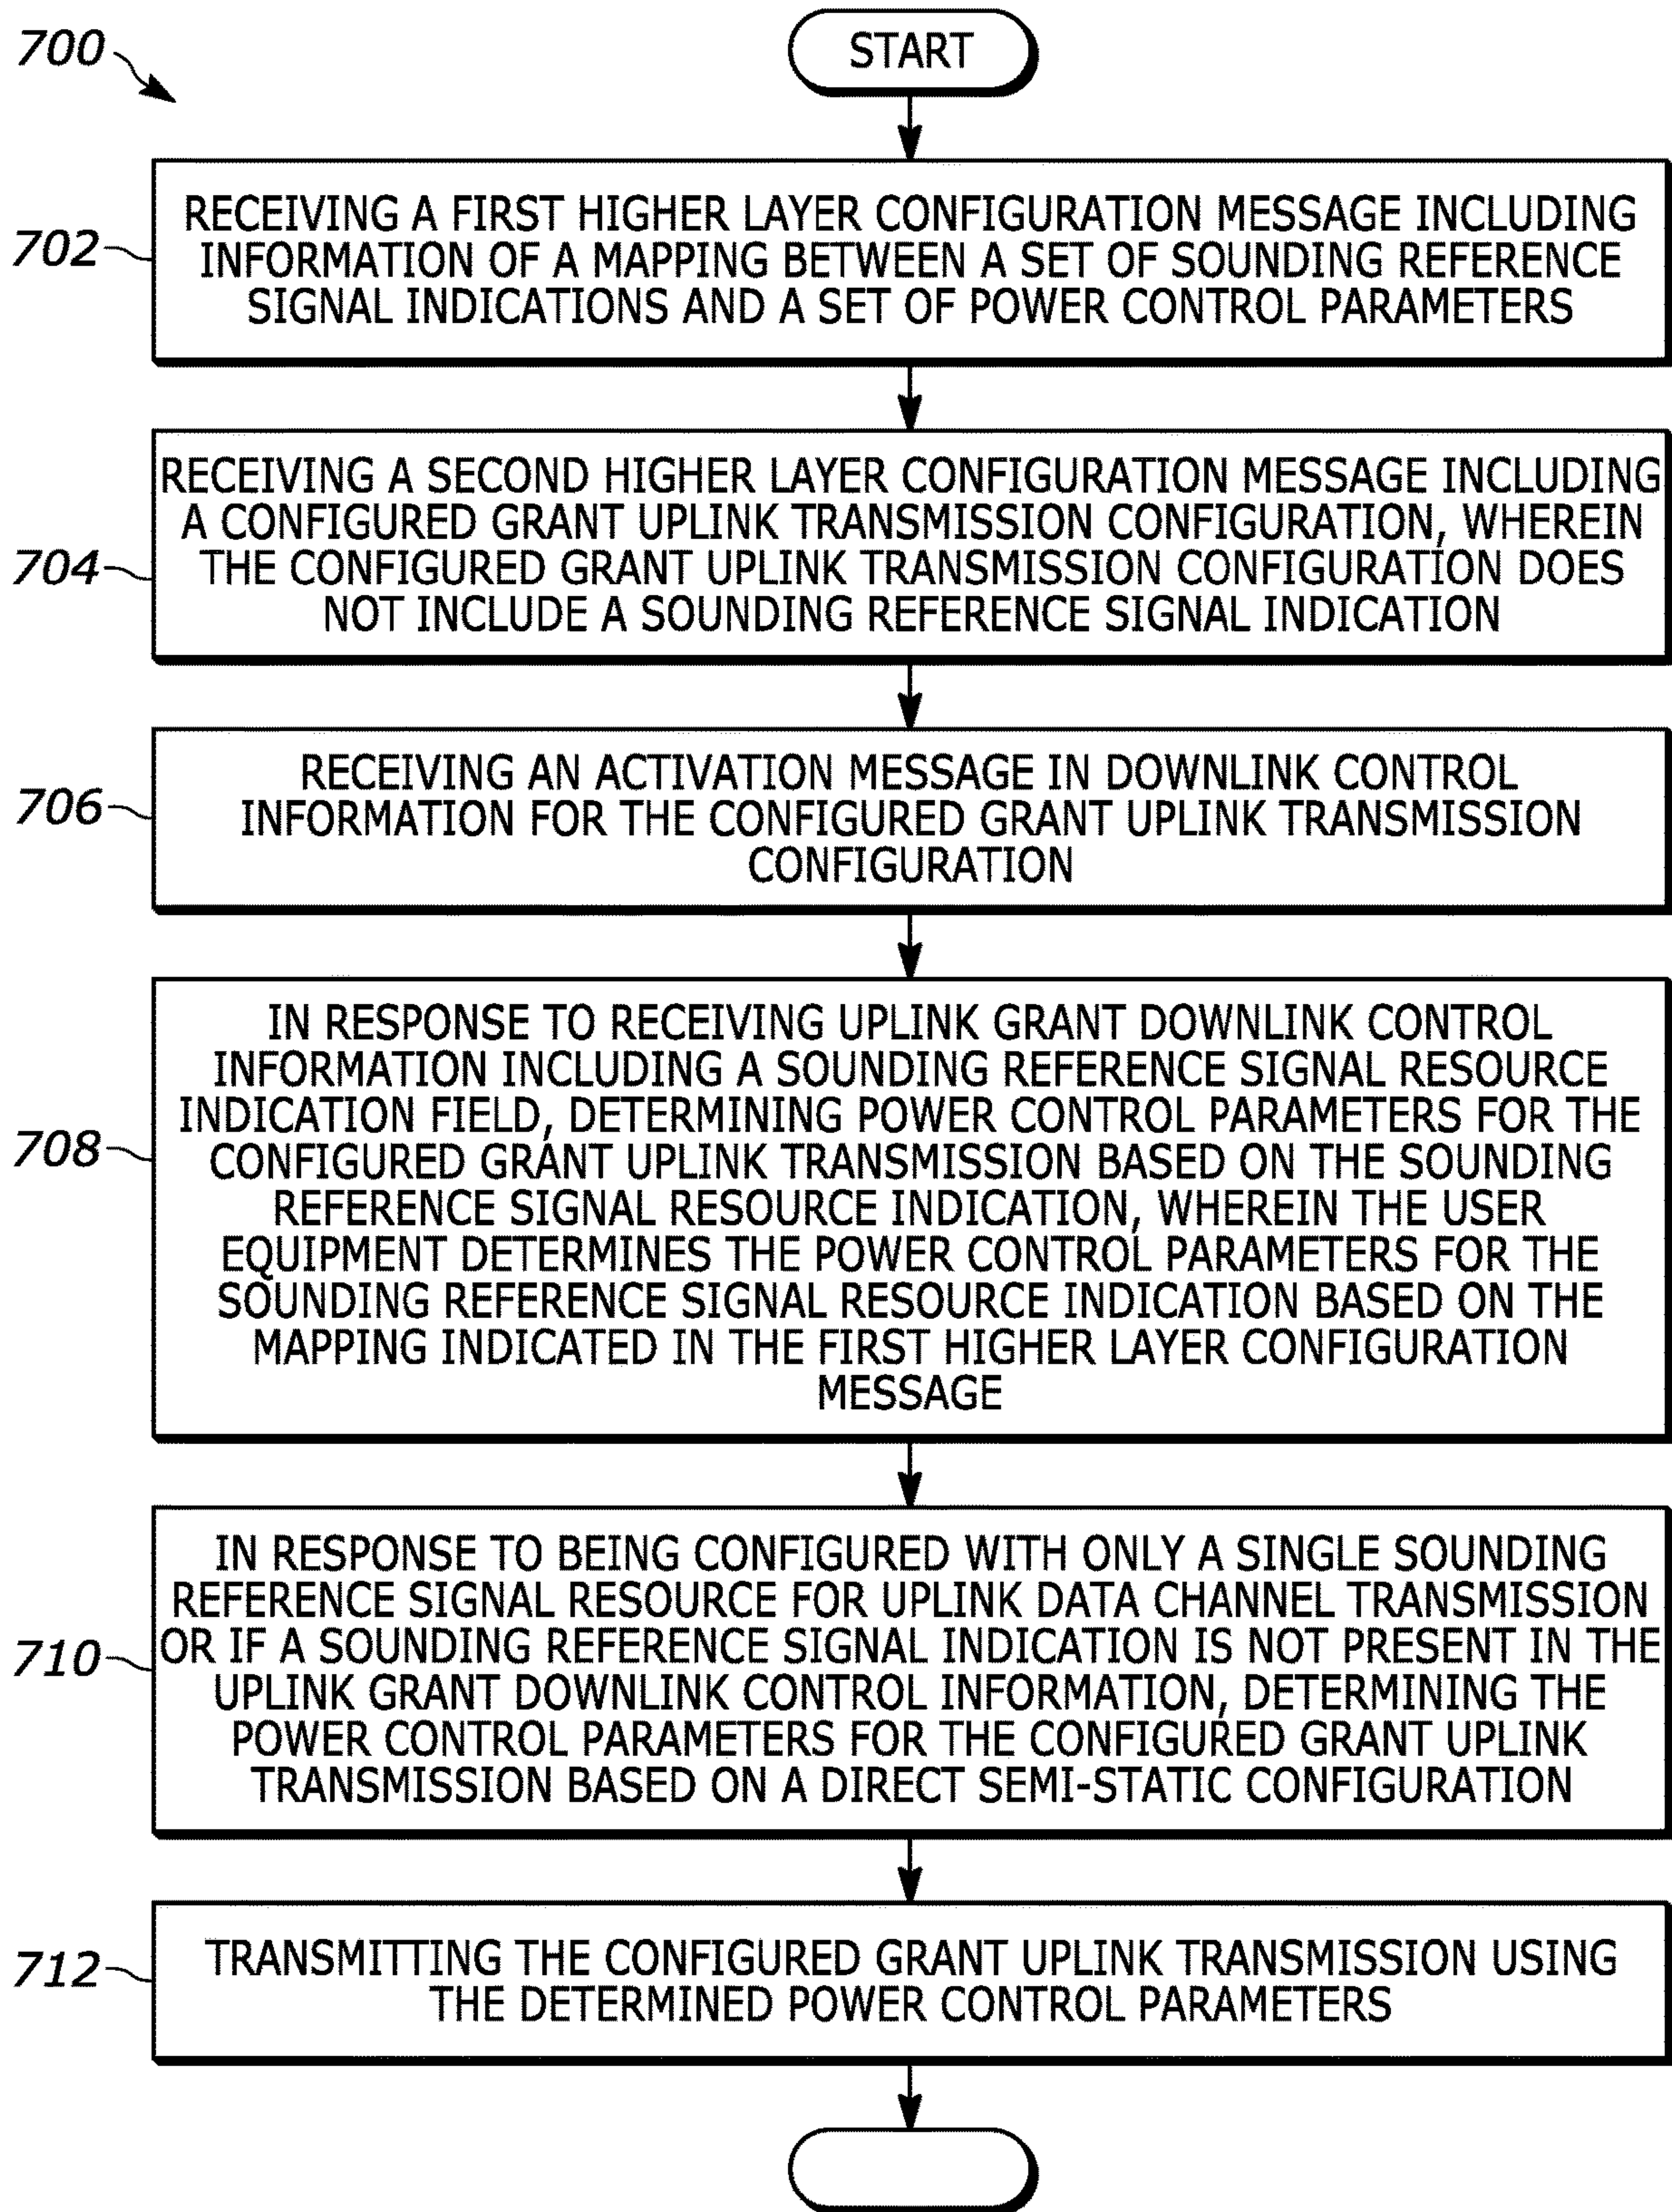 700
START
702
RECEIVING A FIRST HIGHER LAYER CONFIGURATION MESSAGE INCLUDING
INFORMATION OF A MAPPING BETWEEN A SET OF SOUNDING REFERENCE
SIGNAL INDICATIONS AND A SET OF POWER CONTROL PARAMETERS
704
RECEIVING A SECOND HIGHER LAYER CONFIGURATION MESSAGE INCLUDING
A CONFIGURED GRANT UPLINK TRANSMISSION CONFIGURATION, WHEREIN
THE CONFIGURED GRANT UPLINK TRANSMISSION CONFIGURATION DOES
NOT INCLUDE A SOUNDING REFERENCE SIGNAL INDICATION
706
RECEIVING AN ACTIVATION MESSAGE IN DOWNLINK CONTROL
INFORMATION FOR THE CONFIGURED GRANT UPLINK TRANSMISSION
CONFIGURATION
708
IN RESPONSE TO RECEIVING UPLINK GRANT DOWNLINK CONTROL
INFORMATION INCLUDING A SOUNDING REFERENCE SIGNAL RESOURCE
INDICATION FIELD, DETERMINING POWER CONTROL PARAMETERS FOR THE
CONFIGURED GRANT UPLINK TRANSMISSION BASED ON THE SOUNDING
REFERENCE SIGNAL RESOURCE INDICATION, WHEREIN THE USER
EQUIPMENT DETERMINES THE POWER CONTROL PARAMETERS FOR THE
SOUNDING REFERENCE SIGNAL RESOURCE INDICATION BASED ON THE
MAPPING INDICATED IN THE FIRST HIGHER LAYER CONFIGURATION
MESSAGE
710
IN RESPONSE TO BEING CONFIGURED WITH ONLY A SINGLE SOUNDING
REFERENCE SIGNAL RESOURCE FOR UPLINK DATA CHANNEL TRANSMISSION
OR IF A SOUNDING REFERENCE SIGNAL INDICATION IS NOT PRESENT IN THE
UPLINK GRANT DOWNLINK CONTROL INFORMATION, DETERMINING THE
POWER CONTROL PARAMETERS FOR THE CONFIGURED GRANT UPLINK
TRANSMISSION BASED ON A DIRECT SEMI-STATIC CONFIGURATION
712
TRANSMITTING THE CONFIGURED GRANT UPLINK TRANSMISSION USING
THE DETERMINED POWER CONTROL PARAMETERS